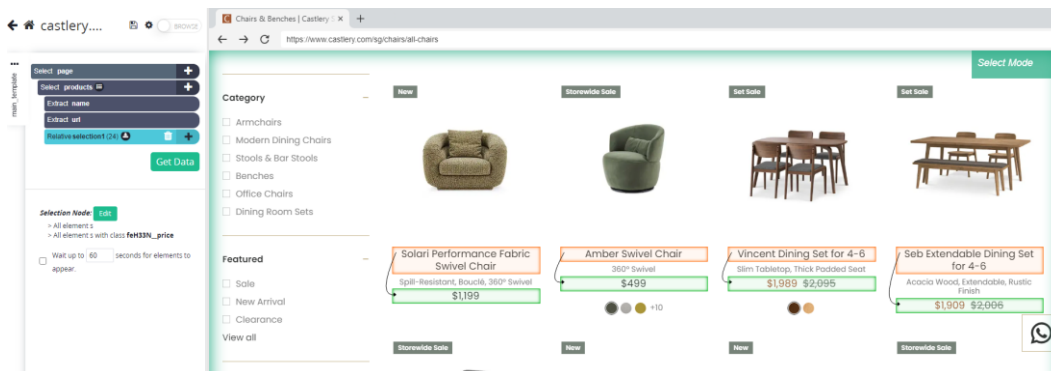 castlery....
BROWSE
Chairs & Benches | Castlery S
https://www.castlery.com/sg/chairs/all-chairs
Select Mode
main_template
Select page
Select products
Extract name
Extract url
Relative selection1 (24)
Get Data
Selection Node: Edit
> All element s
> All element s with class feH33N__price
Wait up to 60 seconds for elements to
appear.
Category
Armchairs
Modern Dining Chairs
Stools & Bar Stools
Benches
Office Chairs
Dining Room Sets
Featured
Sale
New Arrival
Clearance
View all
New
Solari Performance Fabric
Swivel Chair
Spill-Resistant, Bouclé, 360° Swivel
$1,199
Storewide Sale
Amber Swivel Chair
360° Swivel
$499
+10
Set Sale
Vincent Dining Set for 4-6
Slim Tabletop, Thick Padded Seat
$1,989 $2,095
Set Sale
Seb Extendable Dining Set
for 4-6
Acacia Wood, Extendable, Rustic
Finish
$1,909 $2,006
Storewide Sale
New
New
Storewide Sale